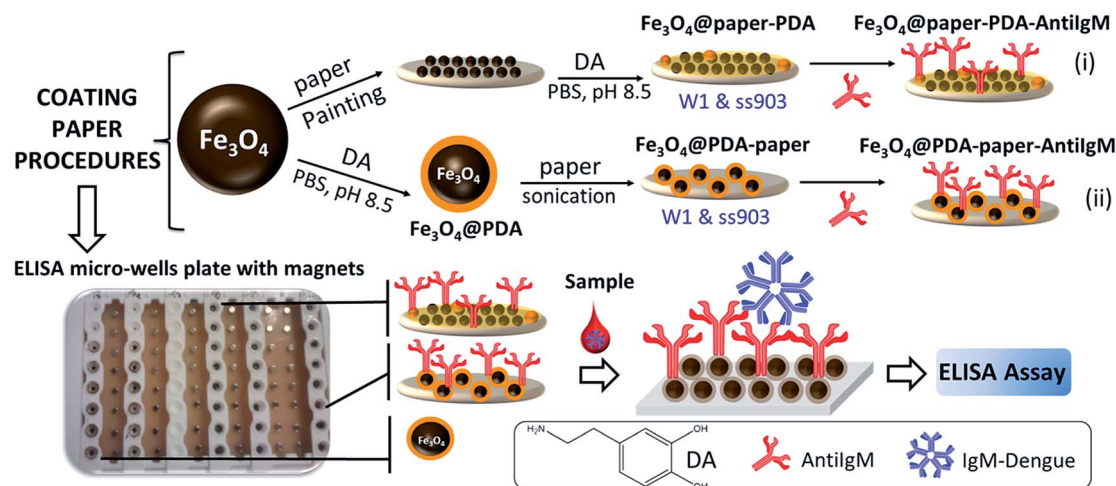 COATING
PAPER
PROCEDURES
Fe₃O₄
paper
Painting
DA
PBS, pH 8.5
Fe₃O₄@paper-PDA
W1 & ss903
Fe₃O₄@paper-PDA-AntiIgM
(i)
DA
PBS, pH 8.5
Fe₃O₄
Fe₃O₄@PDA
paper
sonication
Fe₃O₄@PDA-paper
W1 & ss903
Fe₃O₄@PDA-paper-AntiIgM
(ii)
ELISA micro-wells plate with magnets
Fe₃O₄
Sample
ELISA Assay
H₂N
OH
OH
DA
AntiIgM
IgM-Dengue